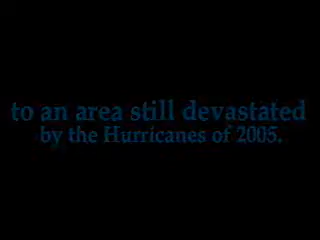 to an area still devastated
by the Hurricanes of 2005.